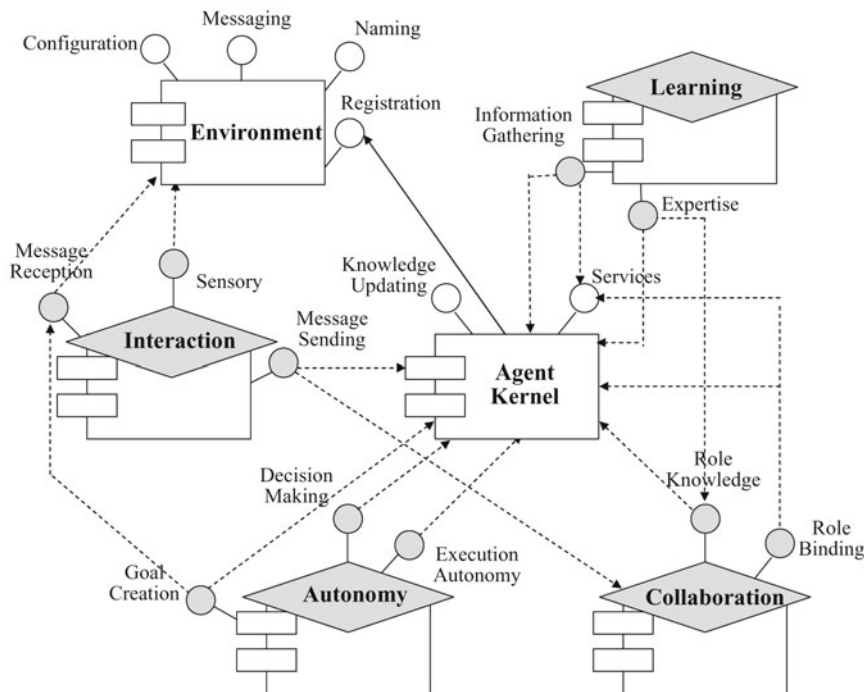 Messaging
Configuration
Naming
Registration
Environment
Learning
Information
Gathering
Expertise
Message
Reception
Sensory
Knowledge
Updating
Services
Interaction
Message
Sending
Agent
Kernel
Decision
Making
Role
Knowledge
Role
Binding
Execution
Autonomy
Goal
Creation
Autonomy
Collaboration